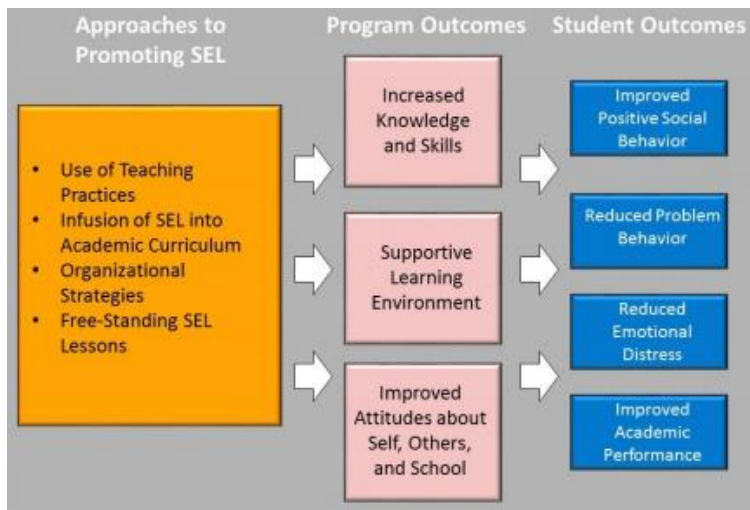 Approaches to
Promoting SEL
Program Outcomes
Student Outcomes
• Use of Teaching
Practices
• Infusion of SEL into
Academic Curriculum
• Organizational
Strategies
• Free-Standing SEL
Lessons
Increased
Knowledge
and Skills
Supportive
Learning
Environment
Improved
Attitudes about
Self, Others,
and School
Improved
Positive Social
Behavior
Reduced Problem
Behavior
Reduced
Emotional
Distress
Improved
Academic
Performance